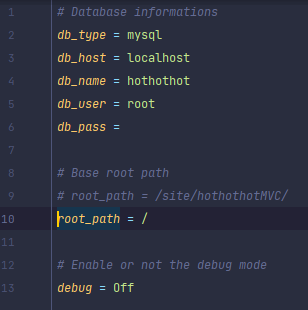 1 # Database informations
2 db_type = mysql
3 db_host = localhost
4 db_name = hothothot
5 db_user = root
6 db_pass =
7
8 # Base root path
9 # root_path = /site/hothothotMVC/
10 root_path = /
11
12 # Enable or not the debug mode
13 debug = Off